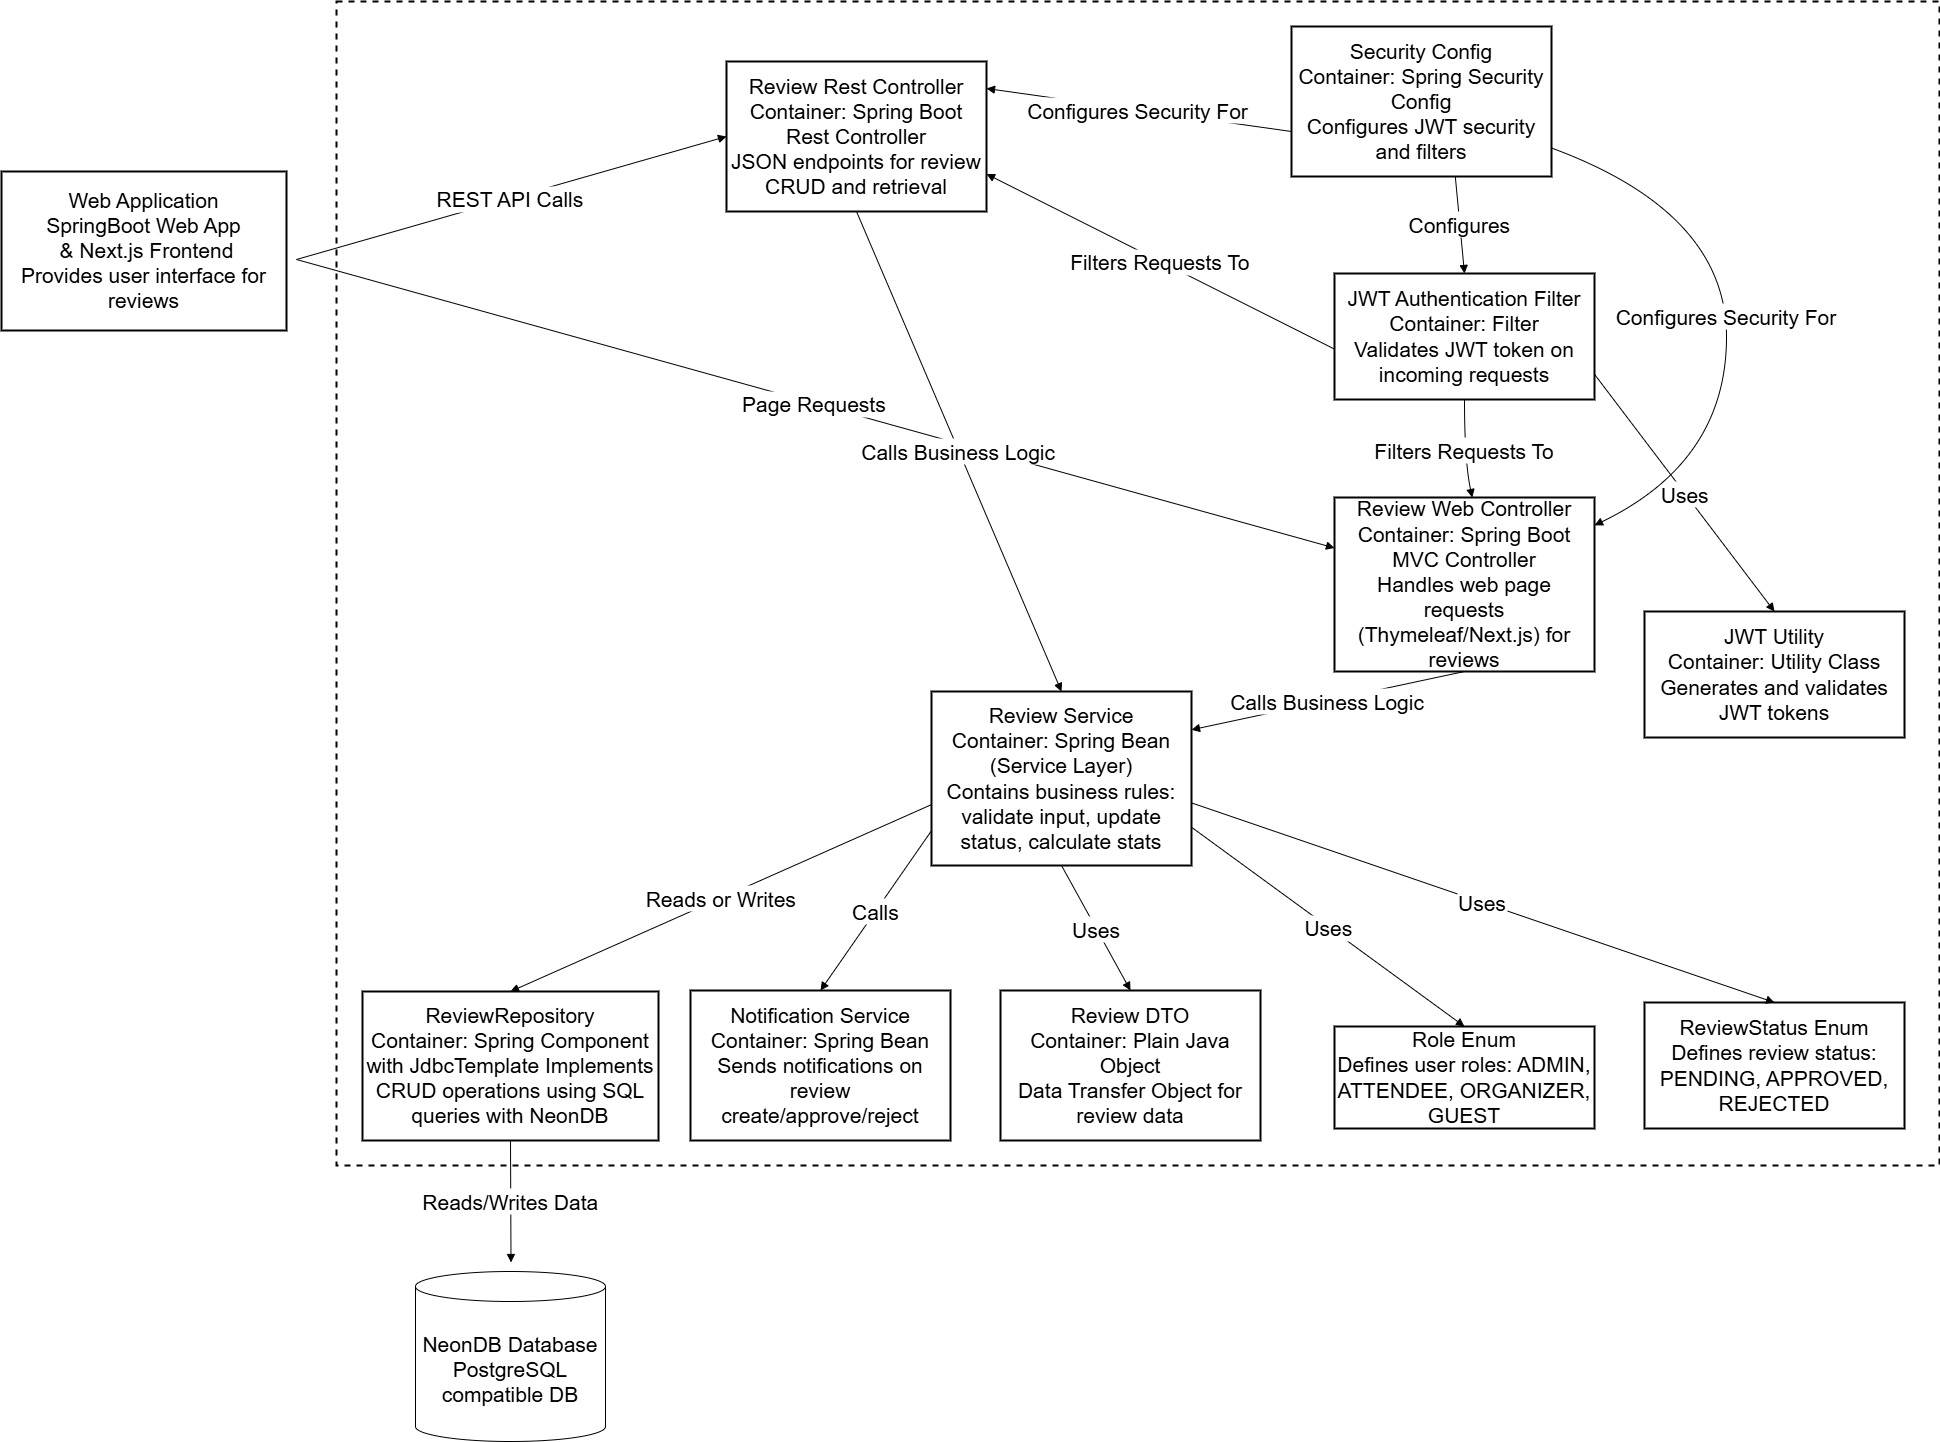 Security Config
Container: Spring Security
Config
Configures JWT security
and filters
Review Rest Controller
Container: Spring Boot
Rest Controller
JSON endpoints for review
CRUD and retrieval
Configures Security For
Web Application
SpringBoot Web App
& Next.js Frontend
Provides user interface for
reviews
REST API Calls
Configures
Filters Requests To
JWT Authentication Filter
Container: Filter
Validates JWT token on
incoming requests
Configures Security For
Page Requests
Calls Business Logic
Filters Requests To
Uses
Review Web Controller
Container: Spring Boot
MVC Controller
Handles web page
requests
(Thymeleaf/Next.js) for
reviews
JWT Utility
Container: Utility Class
Generates and validates
JWT tokens
Calls Business Logic
Review Service
Container: Spring Bean
(Service Layer)
Contains business rules:
validate input, update
status, calculate stats
Reads or Writes
Calls
Uses
Uses
Uses
ReviewRepository
Container: Spring Component
with JdbcTemplate Implements
CRUD operations using SQL
queries with NeonDB
Notification Service
Container: Spring Bean
Sends notifications on
review
create/approve/reject
Review DTO
Container: Plain Java
Object
Data Transfer Object for
review data
Role Enum
Defines user roles: ADMIN,
ATTENDEE, ORGANIZER,
GUEST
ReviewStatus Enum
Defines review status:
PENDING, APPROVED,
REJECTED
Reads/Writes Data
NeonDB Database
PostgreSQL
compatible DB